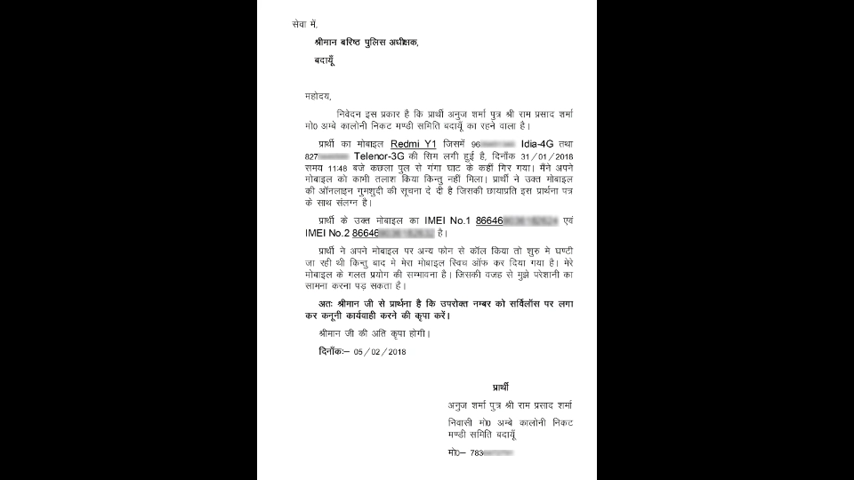 सेवा में,
श्रीमान बरिष्ठ पुलिस अधीक्षक,
बदायूँ
महोदय,
निवेदन इस प्रकार है कि प्रार्थी अनुज शर्मा पुत्र श्री राम प्रसाद शर्मा
मो0 अम्बे कालोनी निकट मण्डी समिति बदायूँ का रहने वाला है।
प्रार्थी का मोबाइल Redmi Y1 जिसमें 96 Idia-4G तथा
827 Telenor-3G की सिम लगी हुई है, दिनाँक 31/01/2018
समय 11:48 बजे कछला पुल से गंगा घाट के कहीं गिर गया। मैंने अपने
मोबाइल को काफी तलाश किया किन्तु नहीं मिला। प्रार्थी ने उक्त मोबाइल
की ऑनलाइन गुमशुदी की सूचना दे दी है जिसकी छायाप्रति इस प्रार्थना पत्र
के साथ संलग्न है।
प्रार्थी के उक्त मोबाइल का IMEI No.1 86646 एवं
IMEI No.2 86646 है।
प्रार्थी ने अपने मोबाइल पर अन्य फोन से कॉल किया तो शुरु मे घण्टी
जा रही थी किन्तु बाद मे मेरा मोबाइल स्विच ऑफ कर दिया गया है। मेरे
मोबाइल के गलत प्रयोग की सम्भावना है। जिसकी वजह से मुझे परेशानी का
सामना करना पड़ सकता है।
अतः श्रीमान जी से प्रार्थना है कि उपरोक्त नम्बर को सर्विलॉस पर लगा
कर कनूनी कार्यवाही करने की कृपा करें।
श्रीमान जी की अति कृपा होगी।
दिनाँक:– 05/02/2018
प्रार्थी
अनुज शर्मा पुत्र श्री राम प्रसाद शर्मा
निवासी मो0 अम्बे कालोनी निकट
मण्डी समिति बदायूँ
मो0– 783